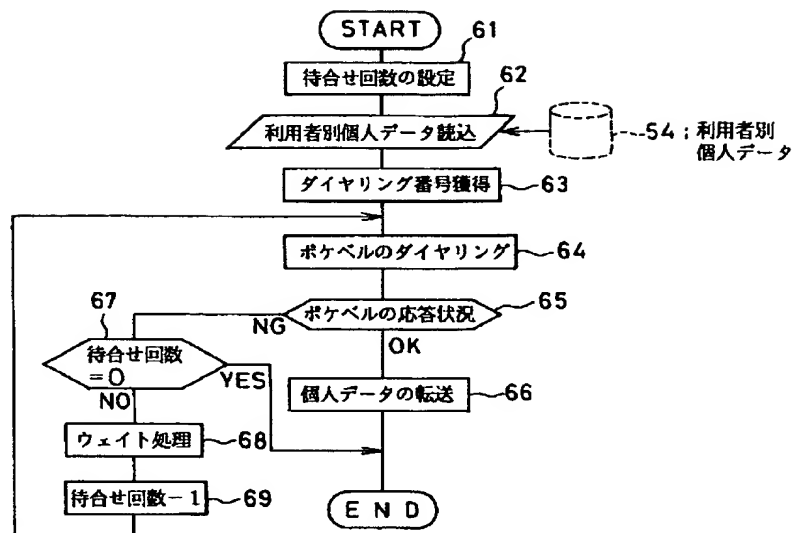 START
61
待合せ回数の設定
62
利用者別個人データ読込
54;利用者別
個人データ
ダイヤリング番号獲得
63
ポケベルのダイヤリング
64
ポケベルの応答状況
65
NG
OK
67
待合せ回数
=0
YES
NO
個人データの転送
66
ウェイト処理
68
待合せ回数-1
69
END